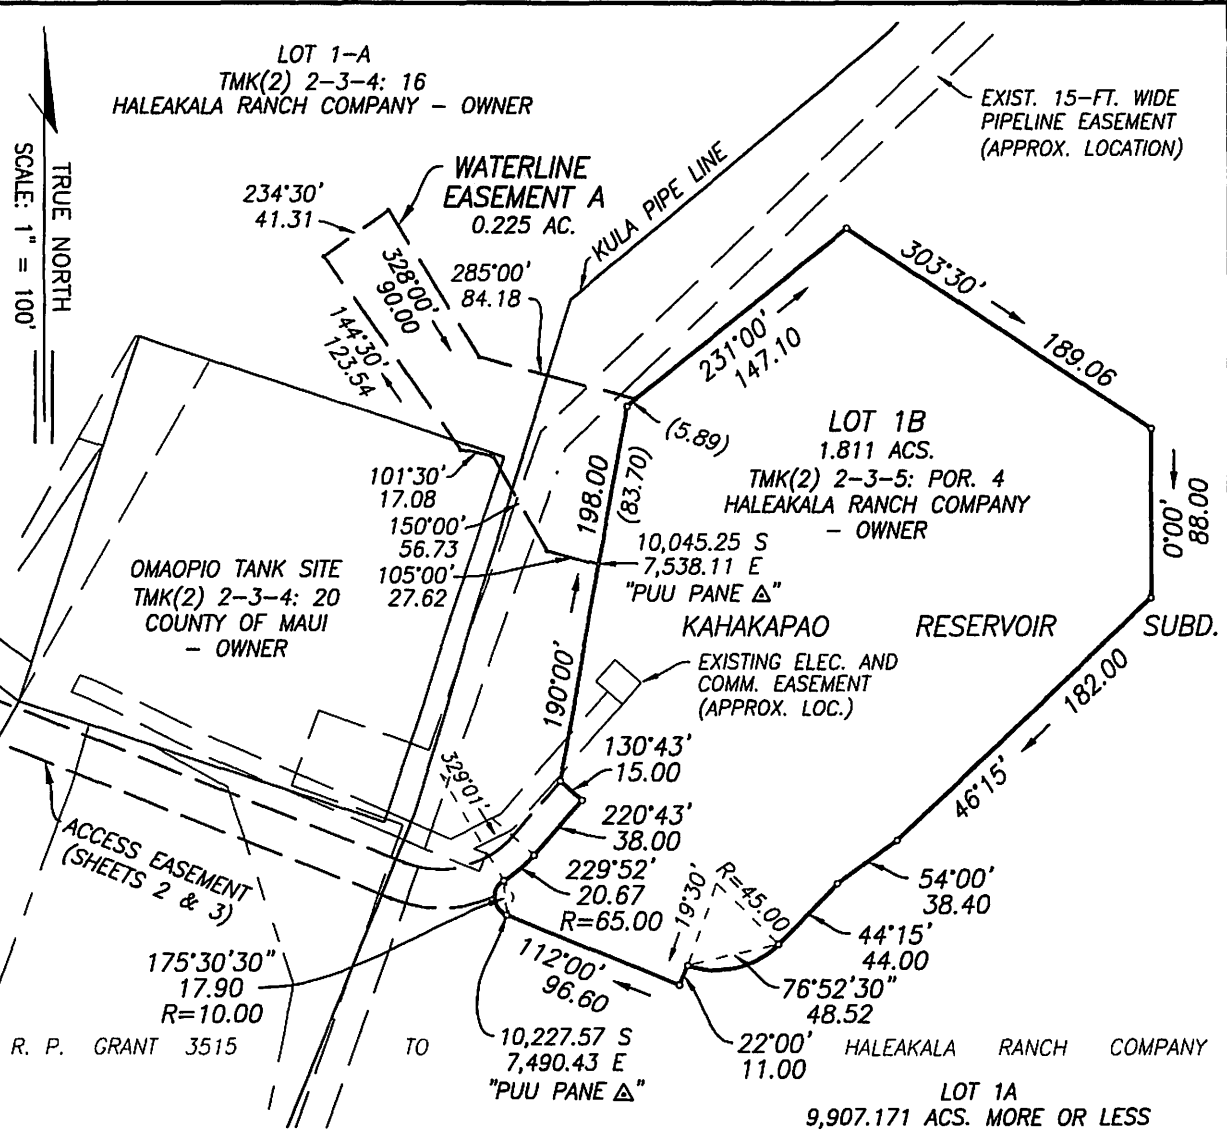 LOT 1-A
TMK(2) 2-3-4: 16
HALEAKALA RANCH COMPANY - OWNER
EXIST. 15-FT. WIDE
PIPELINE EASEMENT
(APPROX. LOCATION)
TRUE NORTH
SCALE: 1" = 100'
WATERLINE
EASEMENT A
0.225 AC.
234°30'
41.31
KULA PIPE LINE
328°00'
90.00
285°00'
84.18
144°30'
123.54
303°30'
189.06
231°00'
147.10
(5.89)
LOT 1B
1.811 ACS.
TMK(2) 2-3-5: POR. 4
HALEAKALA RANCH COMPANY
- OWNER
0°00'
88.00
101°30'
17.08
150°00'
56.73
105°00'
27.62
198.00
(83.70)
190°00'
10,045.25 S
7,538.11 E
"PUU PANE △"
OMAOPIO TANK SITE
TMK(2) 2-3-4: 20
COUNTY OF MAUI
- OWNER
KAHAKAPAO RESERVOIR SUBD.
EXISTING ELEC. AND
COMM. EASEMENT
(APPROX. LOC.)
182.00
46°15'
130°43'
15.00
329°01'
220°43'
38.00
229°52'
20.67
R=65.00
ACCESS EASEMENT
(SHEETS 2 & 3)
19°30'
R=45.00
54°00'
38.40
44°15'
44.00
76°52'30"
48.52
112°00'
96.60
175°30'30"
17.90
R=10.00
22°00'
11.00
10,227.57 S
7,490.43 E
"PUU PANE △"
R. P. GRANT 3515 TO HALEAKALA RANCH COMPANY
LOT 1A
9,907.171 ACS. MORE OR LESS